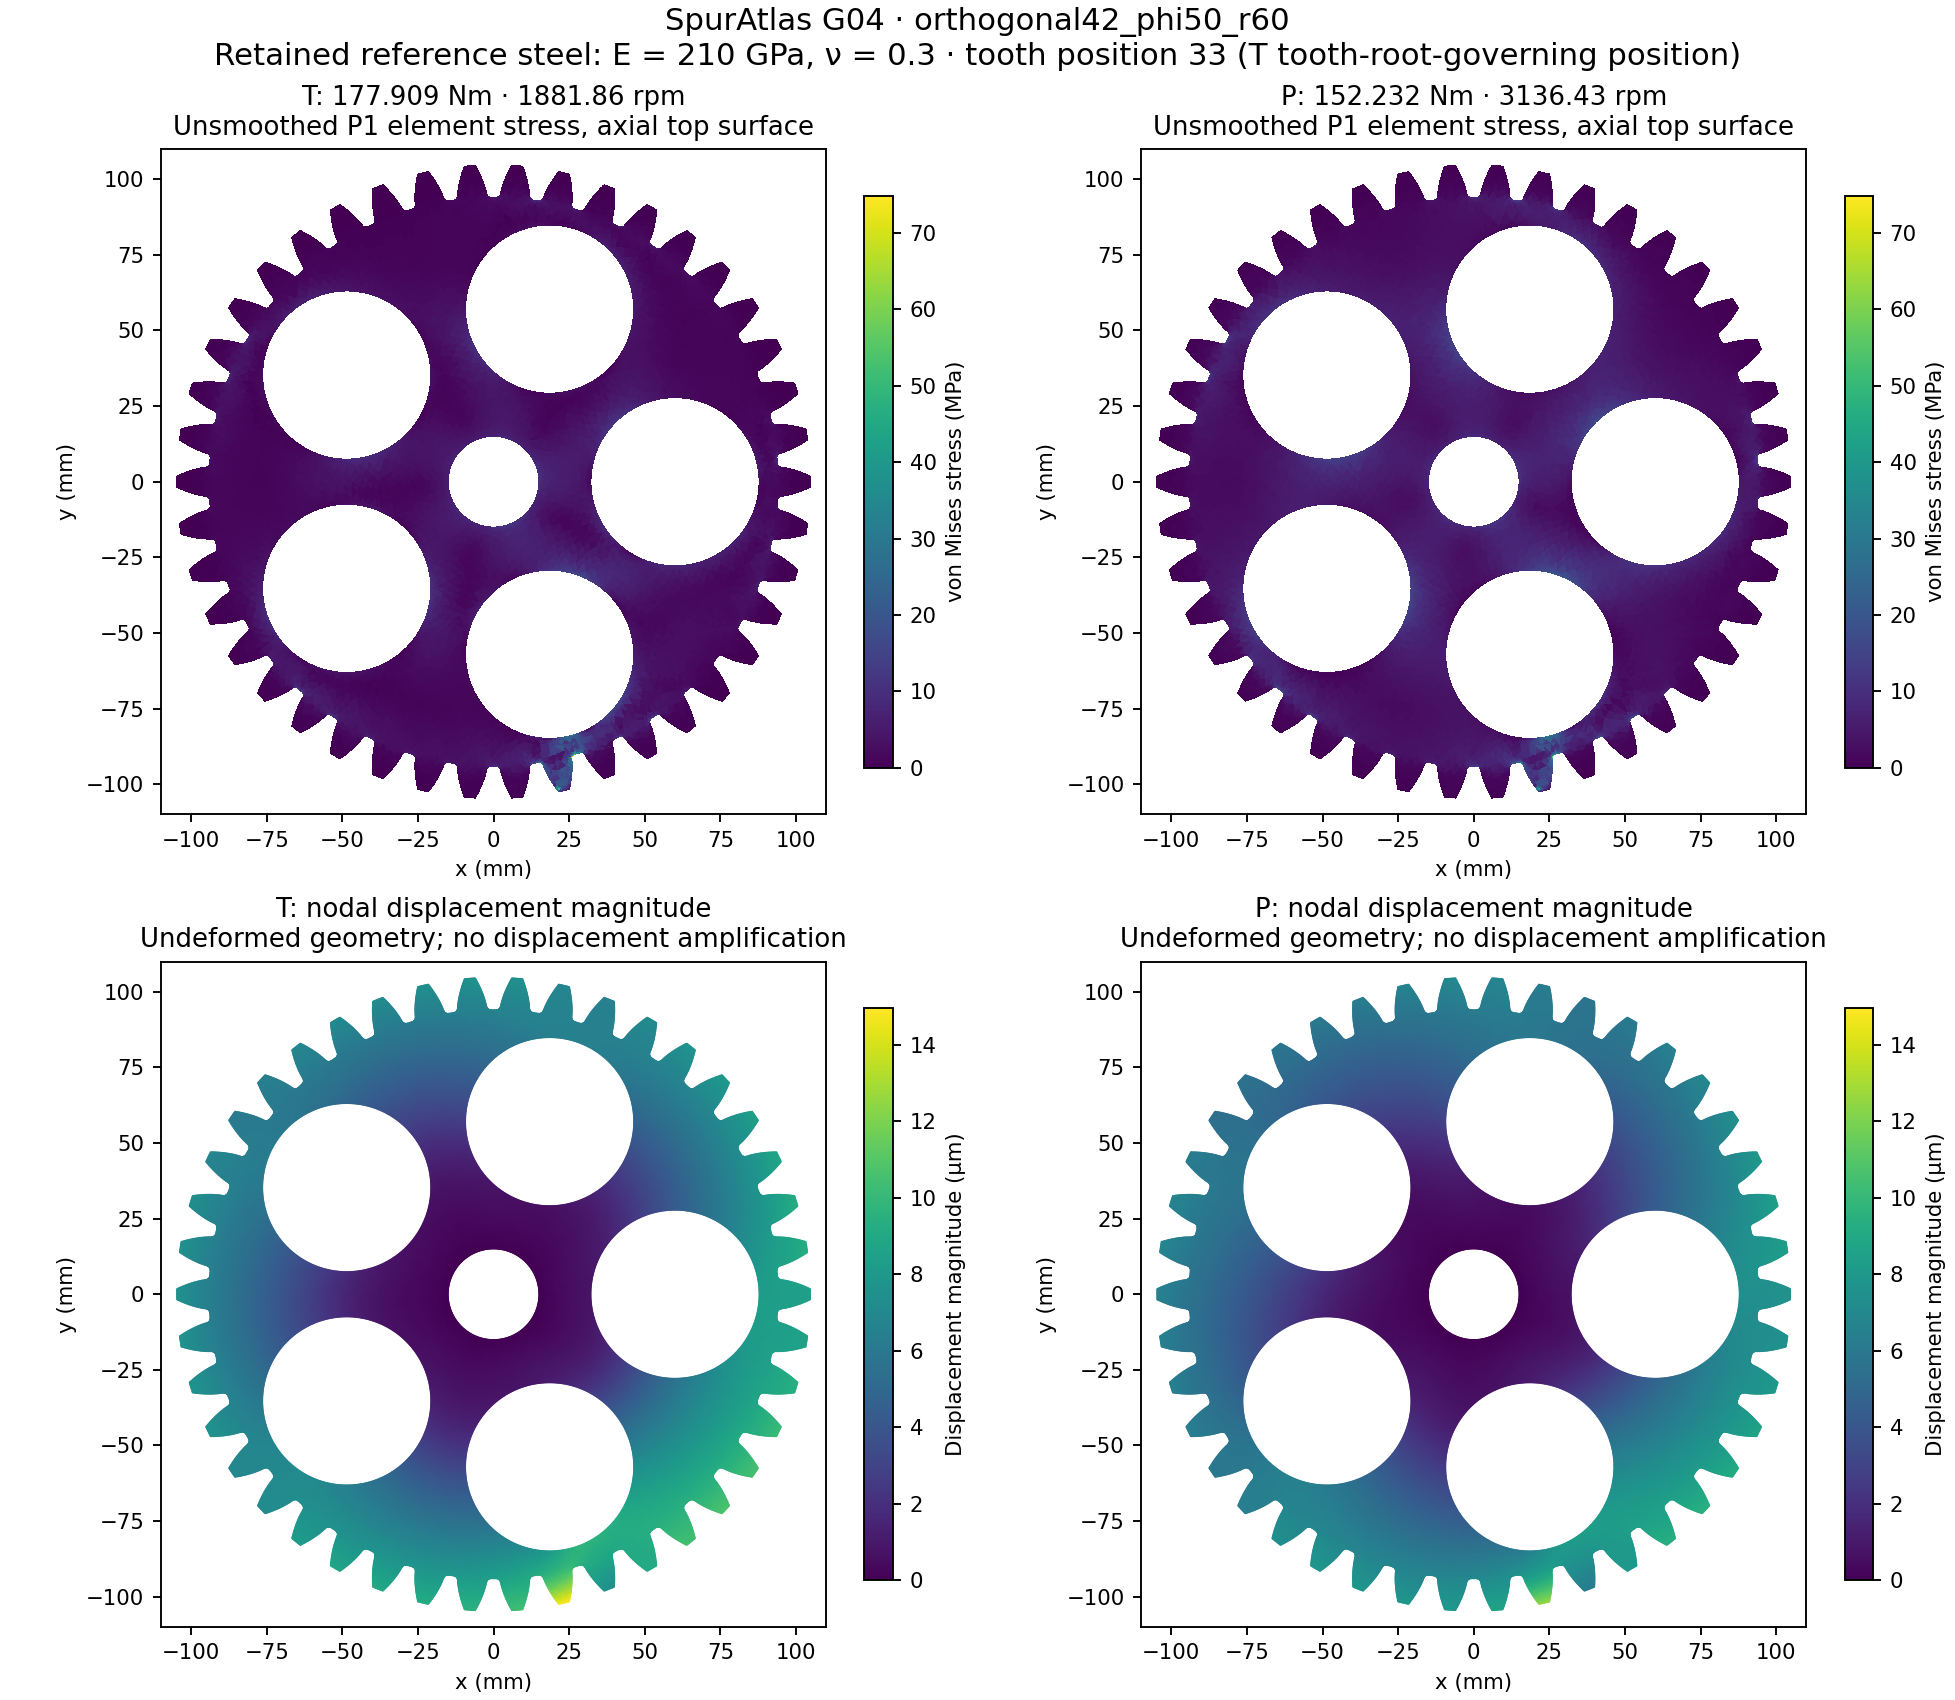 SpurAtlas G04 · orthogonal42_phi50_r60
Retained reference steel: E = 210 GPa, ν = 0.3 · tooth position 33 (T tooth-root-governing position)
T: 177.909 Nm · 1881.86 rpm
Unsmoothed P1 element stress, axial top surface
100
75
50
25
0
−25
−50
−75
−100
y (mm)
−100 −75 −50 −25 0 25 50 75 100
x (mm)
70
60
50
40
30
20
10
0
von Mises stress (MPa)
P: 152.232 Nm · 3136.43 rpm
Unsmoothed P1 element stress, axial top surface
100
75
50
25
0
−25
−50
−75
−100
y (mm)
−100 −75 −50 −25 0 25 50 75 100
x (mm)
70
60
50
40
30
20
10
0
von Mises stress (MPa)
T: nodal displacement magnitude
Undeformed geometry; no displacement amplification
100
75
50
25
0
−25
−50
−75
−100
y (mm)
−100 −75 −50 −25 0 25 50 75 100
x (mm)
14
12
10
8
6
4
2
0
Displacement magnitude (μm)
P: nodal displacement magnitude
Undeformed geometry; no displacement amplification
100
75
50
25
0
−25
−50
−75
−100
y (mm)
−100 −75 −50 −25 0 25 50 75 100
x (mm)
14
12
10
8
6
4
2
0
Displacement magnitude (μm)